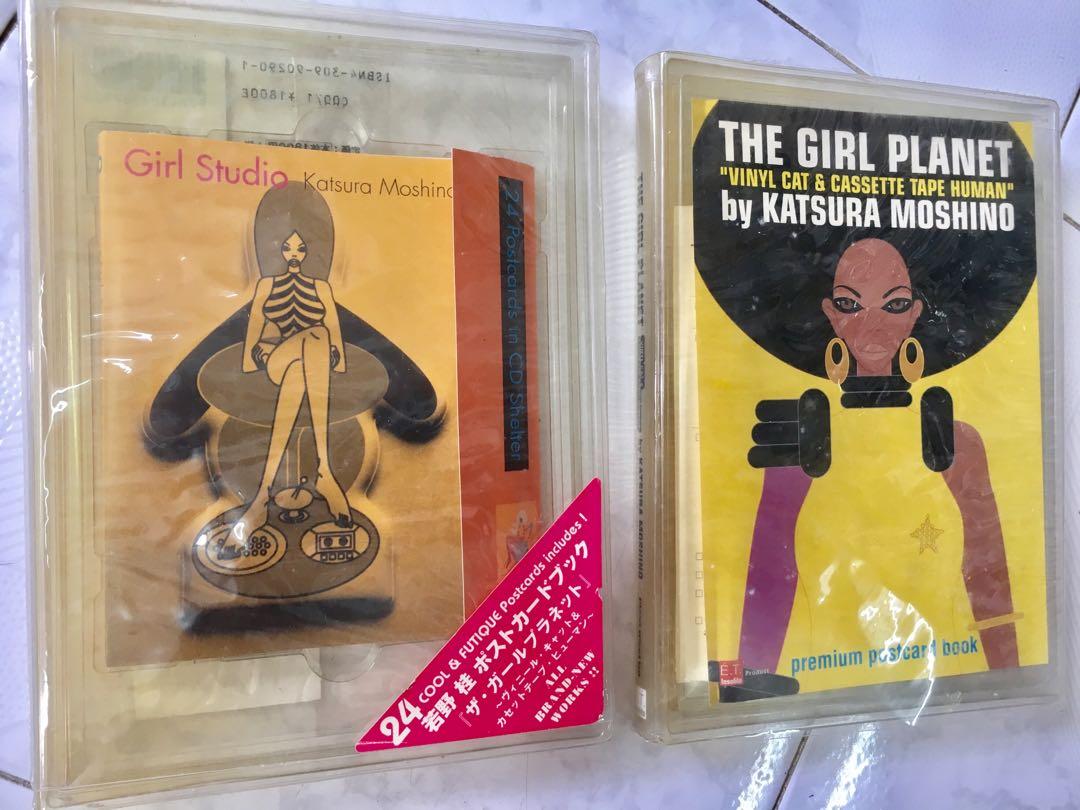 ISBN4-309-90290-1
¥1800E
Girl Studio Katsura Moshino
24 Postcards in CD Shelter
24 COOL & FUTIQUE Postcards includes!
若野 桂 ポストカードブック
『ザ・ガールプラネット』
〜ヴィニール・キャット&
カセットテープ・ヒューマン〜
ALL
BRAND-NEW
WORKS!!
THE GIRL PLANET
by KATSURA MOSHINO
THE GIRL PLANET
"VINYL CAT & CASSETTE TAPE HUMAN"
by KATSURA MOSHINO
premium postcard book
E.T.
Product